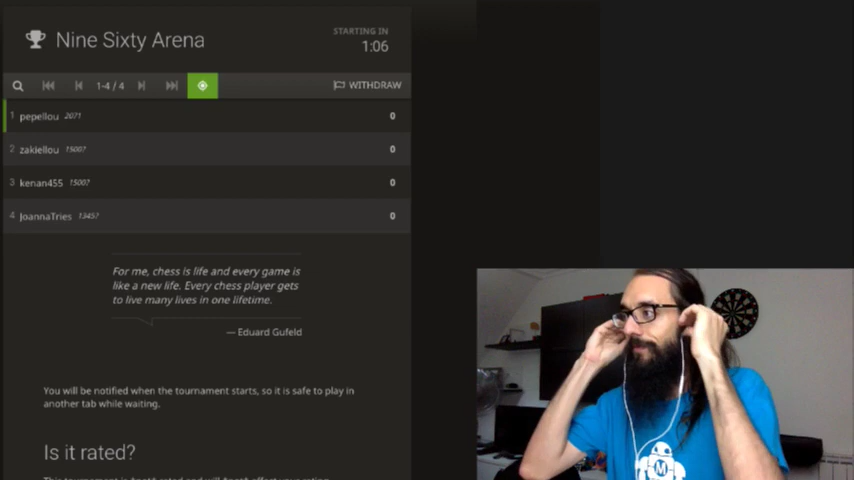 Nine Sixty Arena
STARTING IN
1:06
1-4 / 4
WITHDRAW
1 pepellou 2071 0
2 zakiellou 1500? 0
3 kenan455 1500? 0
4 JoannaTries 1345? 0
For me, chess is life and every game is
like a new life. Every chess player gets
to live many lives in one lifetime.
— Eduard Gufeld
You will be notified when the tournament starts, so it is safe to play in
another tab while waiting.
Is it rated?
M